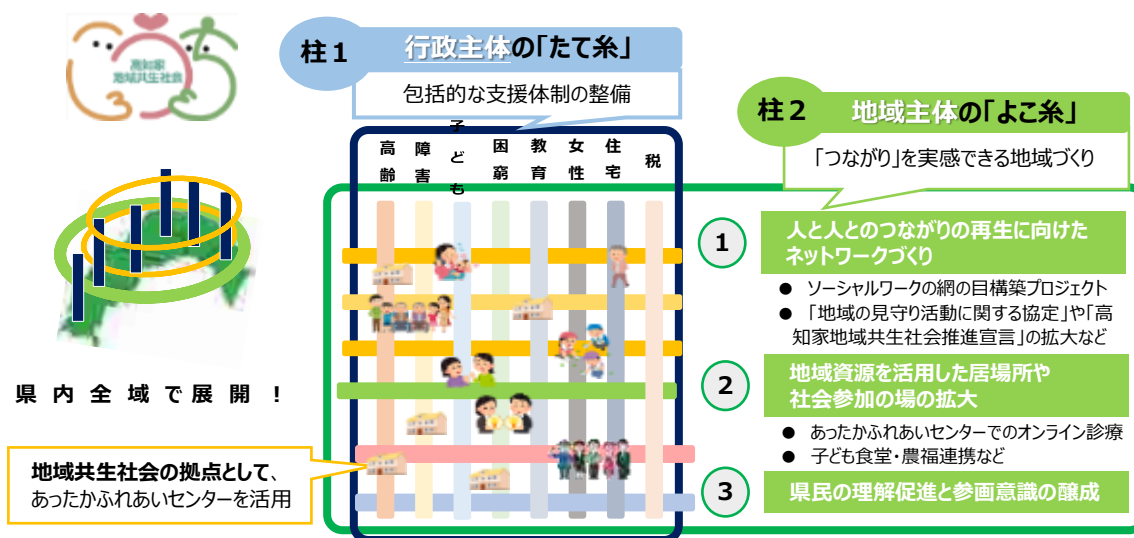 高知家
地域共生社会
柱1
行政主体の「たて糸」
包括的な支援体制の整備
高齢
障害
子ども
困窮
教育
女性
住宅
税
柱2
地域主体の「よこ糸」
「つながり」を実感できる地域づくり
1
人と人とのつながりの再生に向けた
ネットワークづくり
● ソーシャルワークの網の目構築プロジェクト
● 「地域の見守り活動に関する協定」や「高
知家地域共生社会推進宣言」の拡大など
2
地域資源を活用した居場所や
社会参加の場の拡大
● あったかふれあいセンターでのオンライン診療
● 子ども食堂・農福連携など
3
県民の理解促進と参画意識の醸成
県内全域で展開！
地域共生社会の拠点として、
あったかふれあいセンターを活用